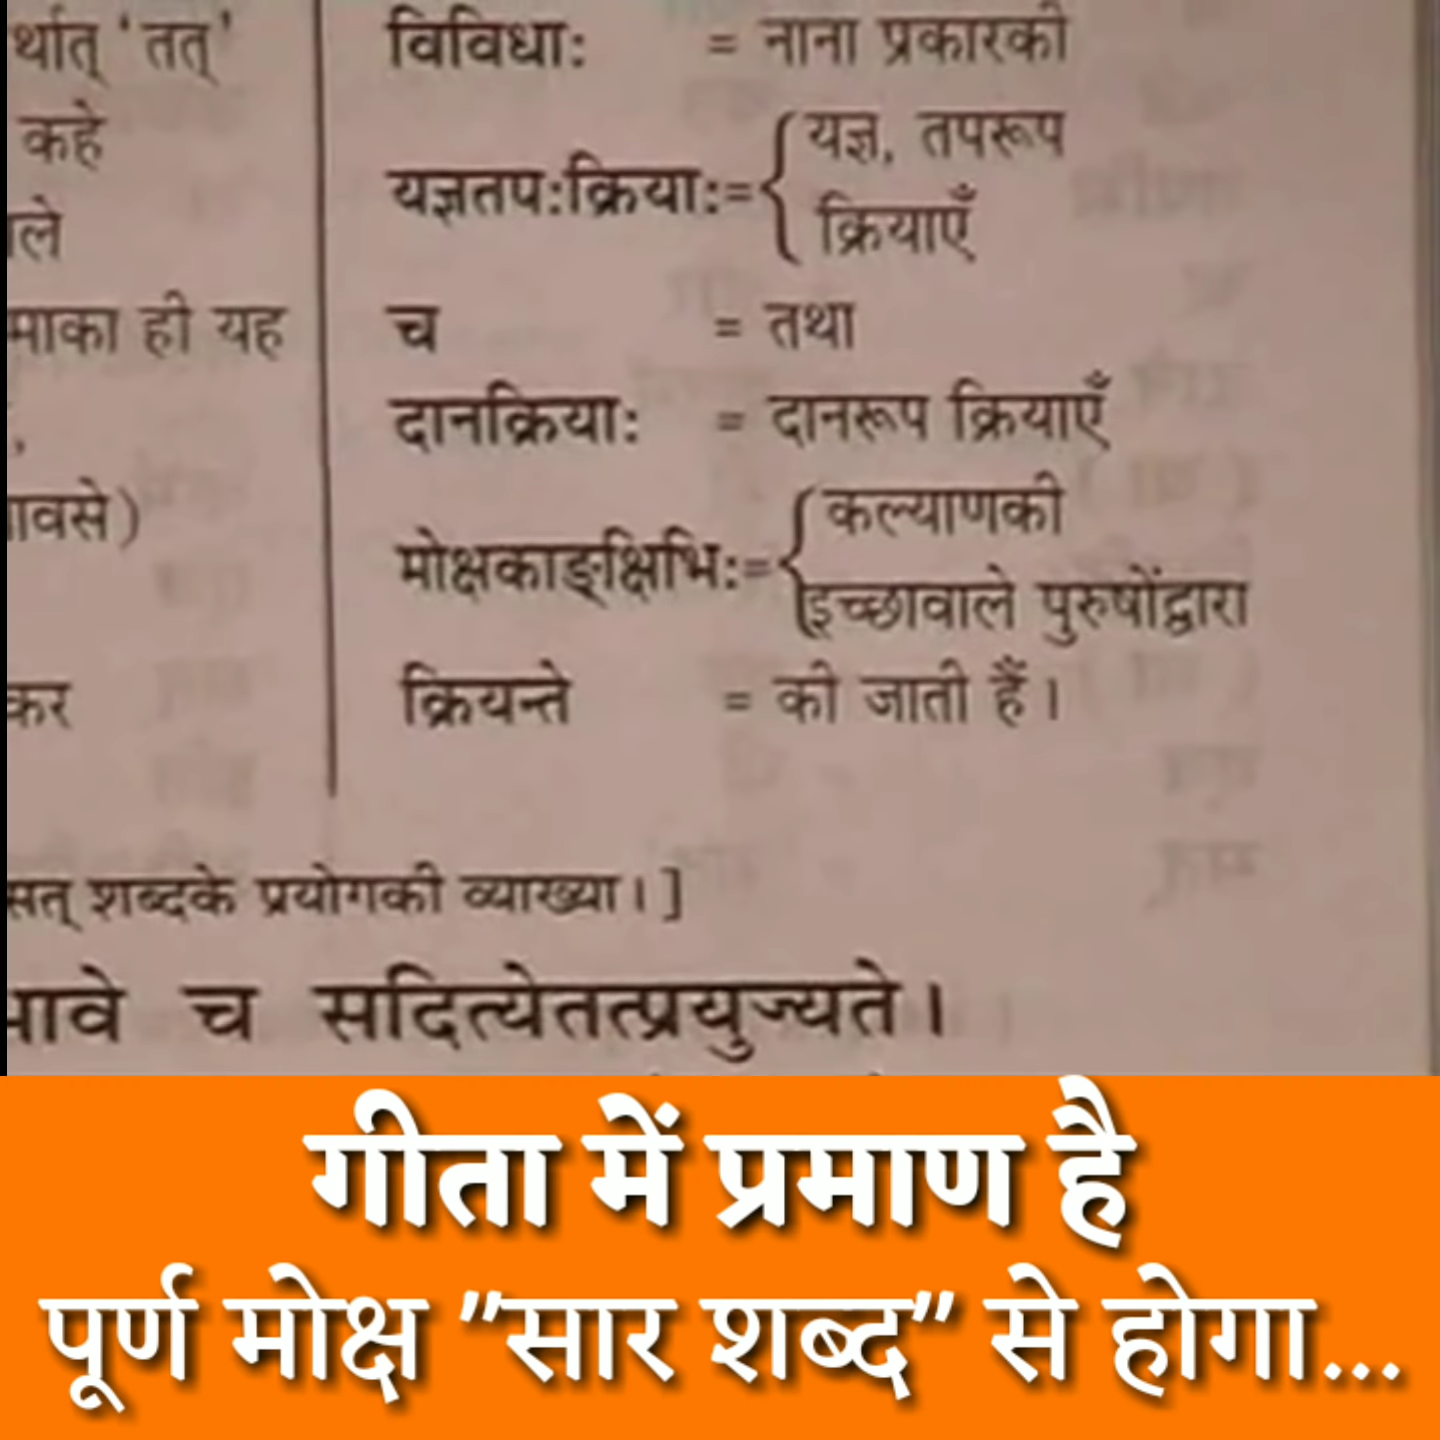 र्थात् 'तत्'
कहे
ले
माका ही यह
,
ावसे)
कर
विविधाः = नाना प्रकारकी
यज्ञतपःक्रियाः= { यज्ञ, तपरूप
क्रियाएँ
च = तथा
दानक्रियाः = दानरूप क्रियाएँ
मोक्षकाङ्क्षिभिः= { कल्याणकी
इच्छावाले पुरुषोंद्वारा
क्रियन्ते = की जाती हैं।
सत् शब्दके प्रयोगकी व्याख्या।]
भावे च सदित्येतत्प्रयुज्यते।
गीता में प्रमाण है
पूर्ण मोक्ष "सार शब्द" से होगा...